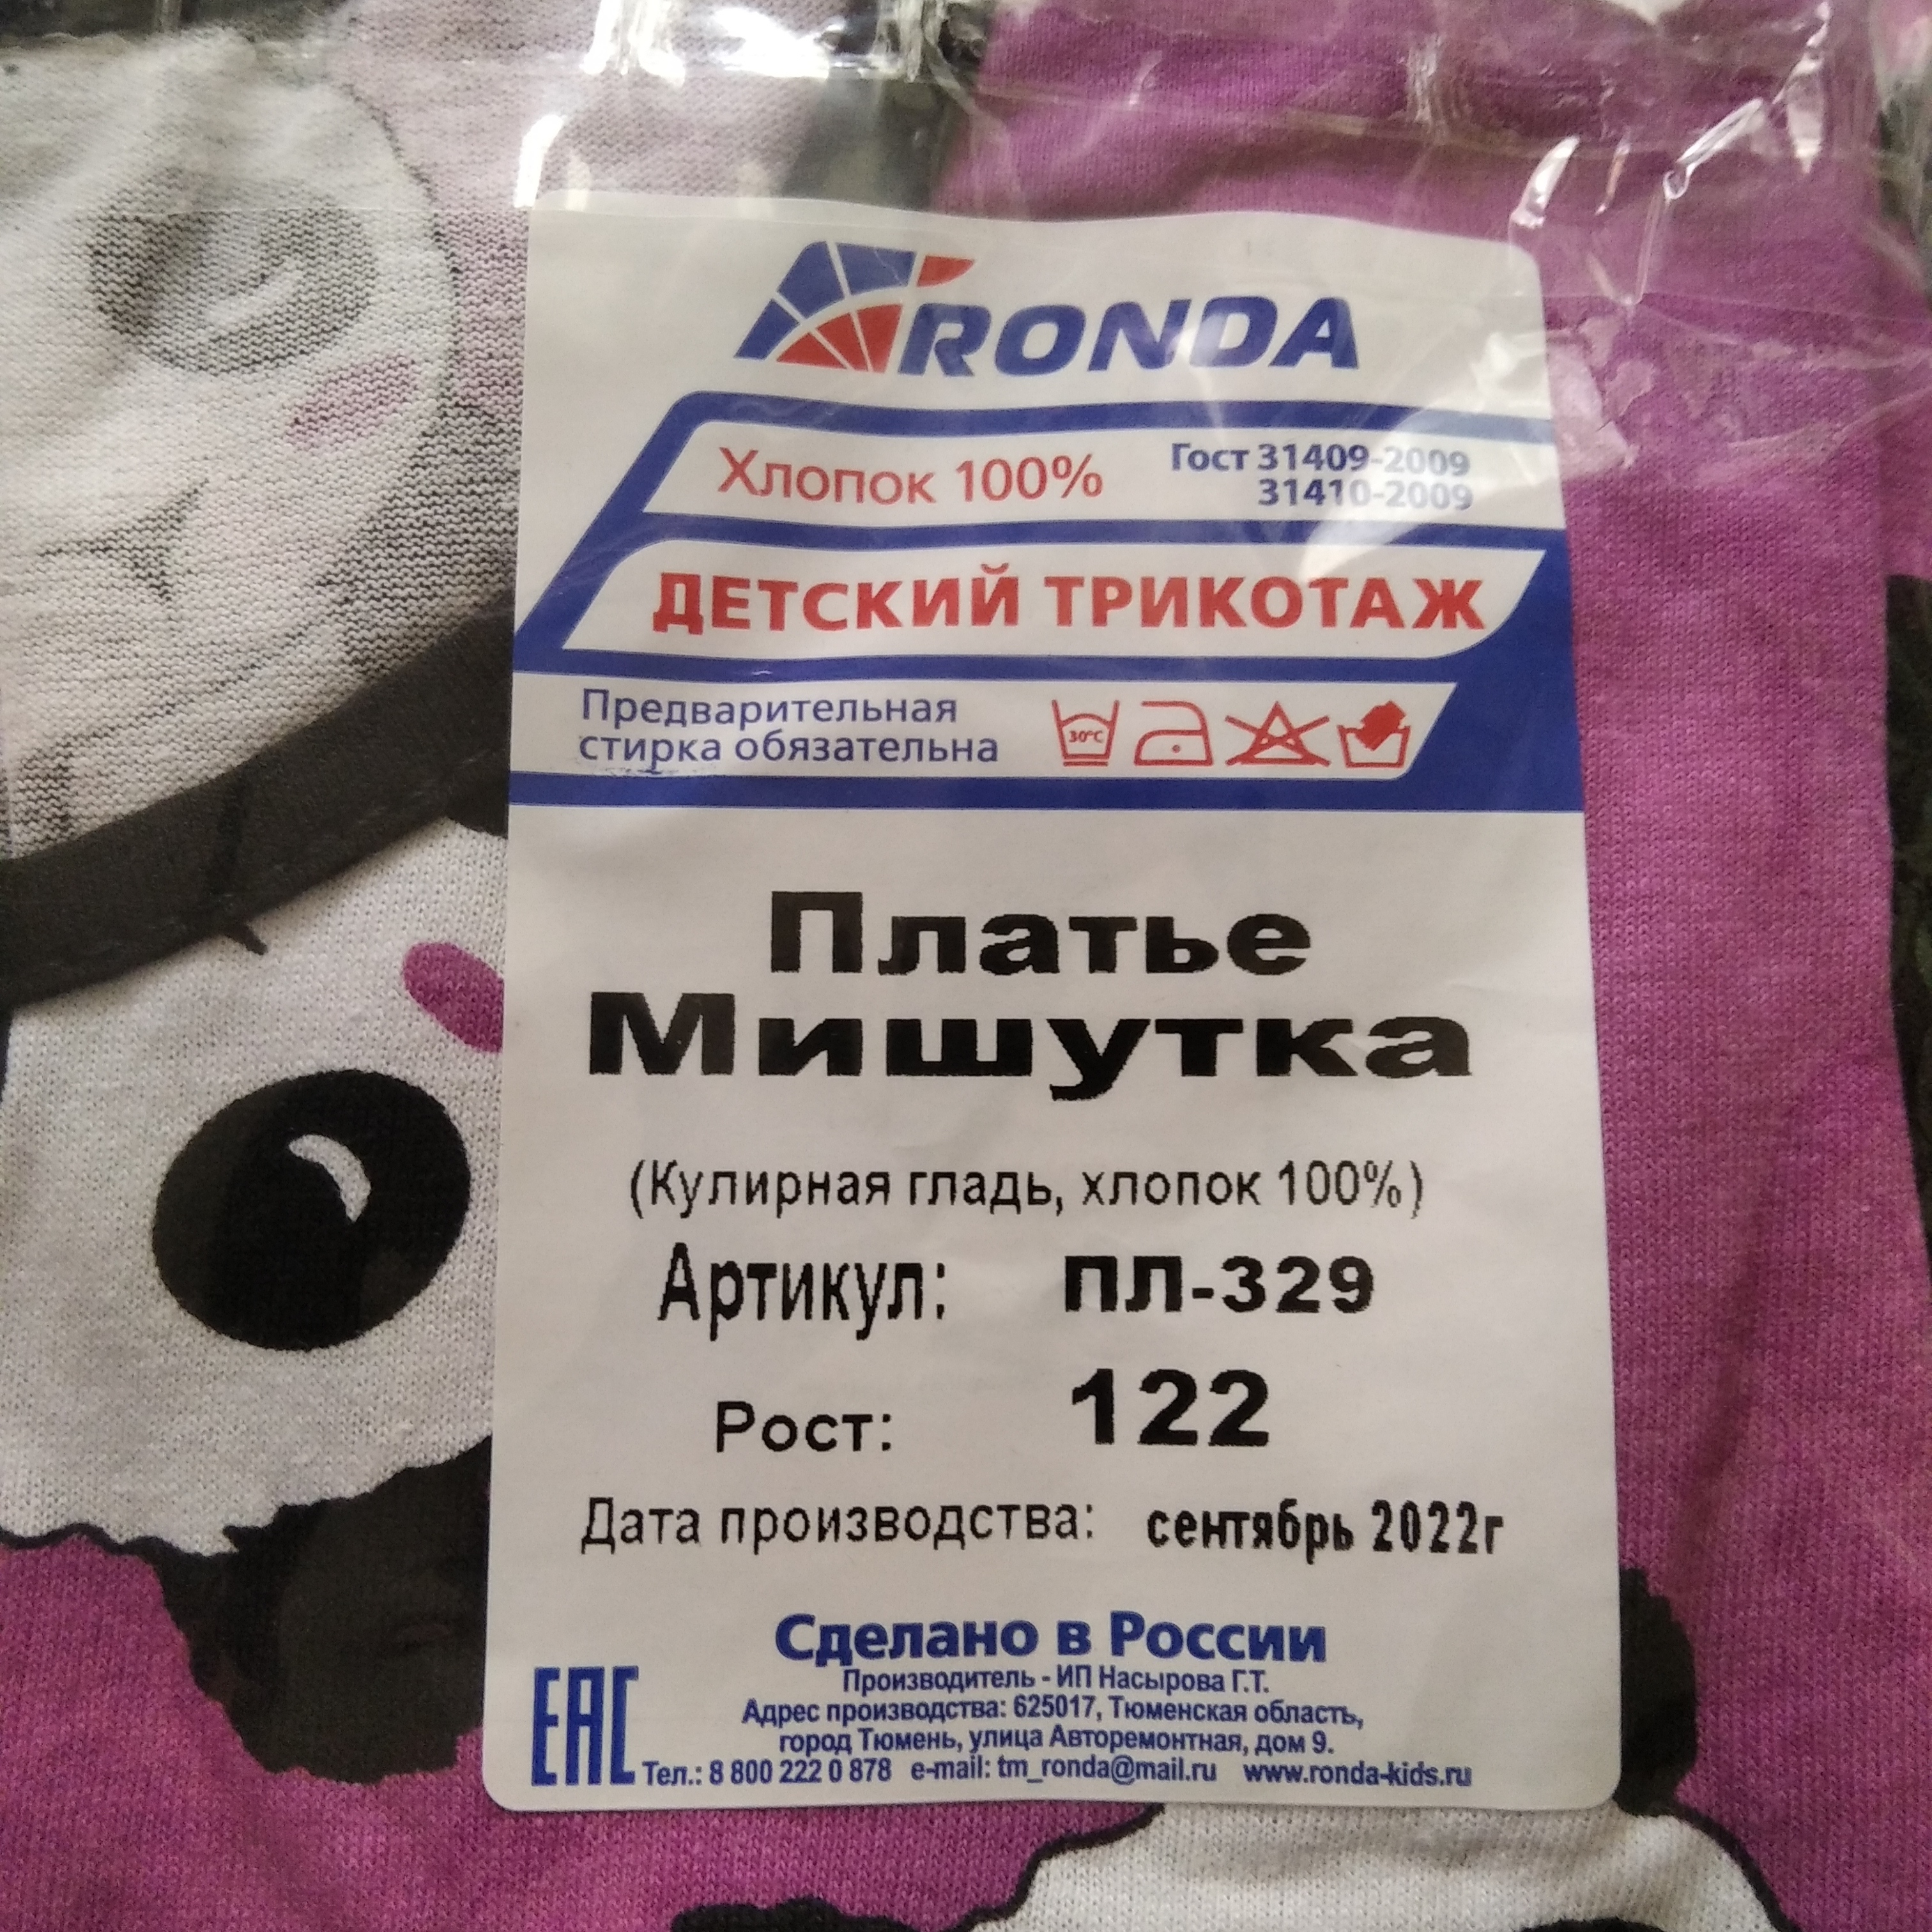 RONDA
Хлопок 100% Гост 31409-2009
31410-2009
ДЕТСКИЙ ТРИКОТАЖ
Предварительная
стирка обязательна
30°C
Платье
Мишутка
(Кулирная гладь, хлопок 100%)
Артикул: ПЛ-329
Рост: 122
Дата производства: сентябрь 2022г
Сделано в России
Производитель - ИП Насырова Г.Т.
Адрес производства: 625017, Тюменская область,
город Тюмень, улица Авторемонтная, дом 9.
EAC Тел.: 8 800 222 0 878 e-mail: tm_ronda@mail.ru www.ronda-kids.ru